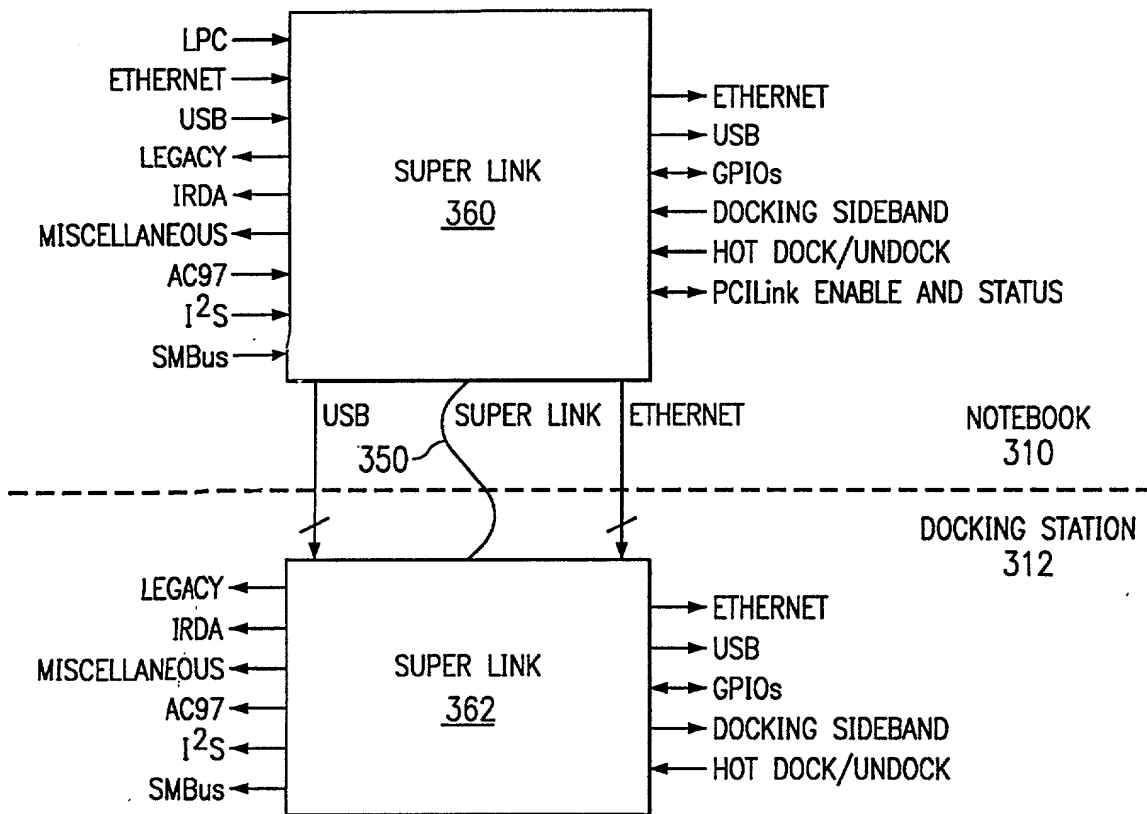 LPC
ETHERNET
USB
LEGACY
IRDA
MISCELLANEOUS
AC97
I²S
SMBus
SUPER LINK
360
ETHERNET
USB
GPIOs
DOCKING SIDEBAND
HOT DOCK/UNDOCK
PCILink ENABLE AND STATUS
USB
SUPER LINK
ETHERNET
350
NOTEBOOK
310
DOCKING STATION
312
LEGACY
IRDA
MISCELLANEOUS
AC97
I²S
SMBus
SUPER LINK
362
ETHERNET
USB
GPIOs
DOCKING SIDEBAND
HOT DOCK/UNDOCK